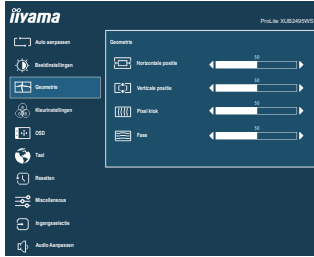 iiyama
ProLite XUB2495WS
Auto aanpassen
Beeldinstellingen
Geometrie
Kleurinstellingen
OSD
Taal
Resetten
Miscellaneous
Ingangsselectie
Audio Aanpassen
Geometrie
Horizontale positie
50
Verticale positie
50
Pixel klok
50
Fase
50